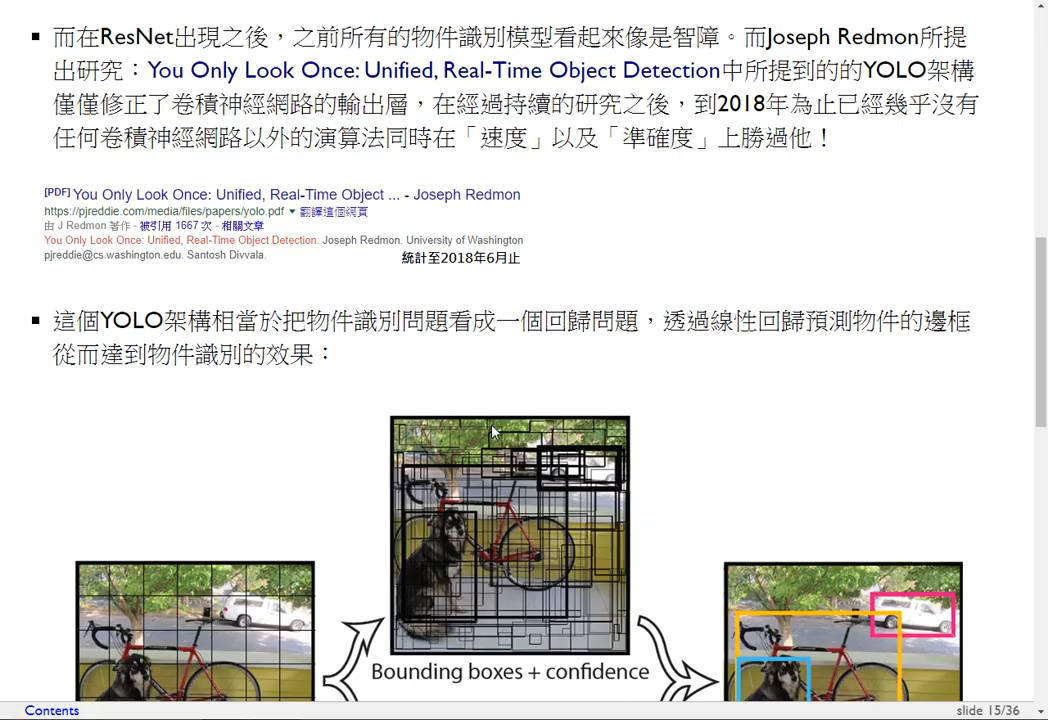 ▪ 而在ResNet出現之後，之前所有的物件識別模型看起來像是智障。而Joseph Redmon所提
出研究：You Only Look Once: Unified, Real-Time Object Detection中所提到的的YOLO架構
僅僅修正了卷積神經網路的輸出層，在經過持續的研究之後，到2018年為止已經幾乎沒有
任何卷積神經網路以外的演算法同時在「速度」以及「準確度」上勝過他！
[PDF] You Only Look Once: Unified, Real-Time Object ... - Joseph Redmon
https://pjreddie.com/media/files/papers/yolo.pdf ▼ 翻譯這個網頁
由 J Redmon 著作 - 被引用 1667 次 - 相關文章
You Only Look Once: Unified, Real-Time Object Detection. Joseph Redmon. University of Washington
pjreddie@cs.washington.edu. Santosh Divvala.
統計至2018年6月止
▪ 這個YOLO架構相當於把物件識別問題看成一個回歸問題，透過線性回歸預測物件的邊框
從而達到物件識別的效果：
Bounding boxes + confidence
Contents
slide 15/36